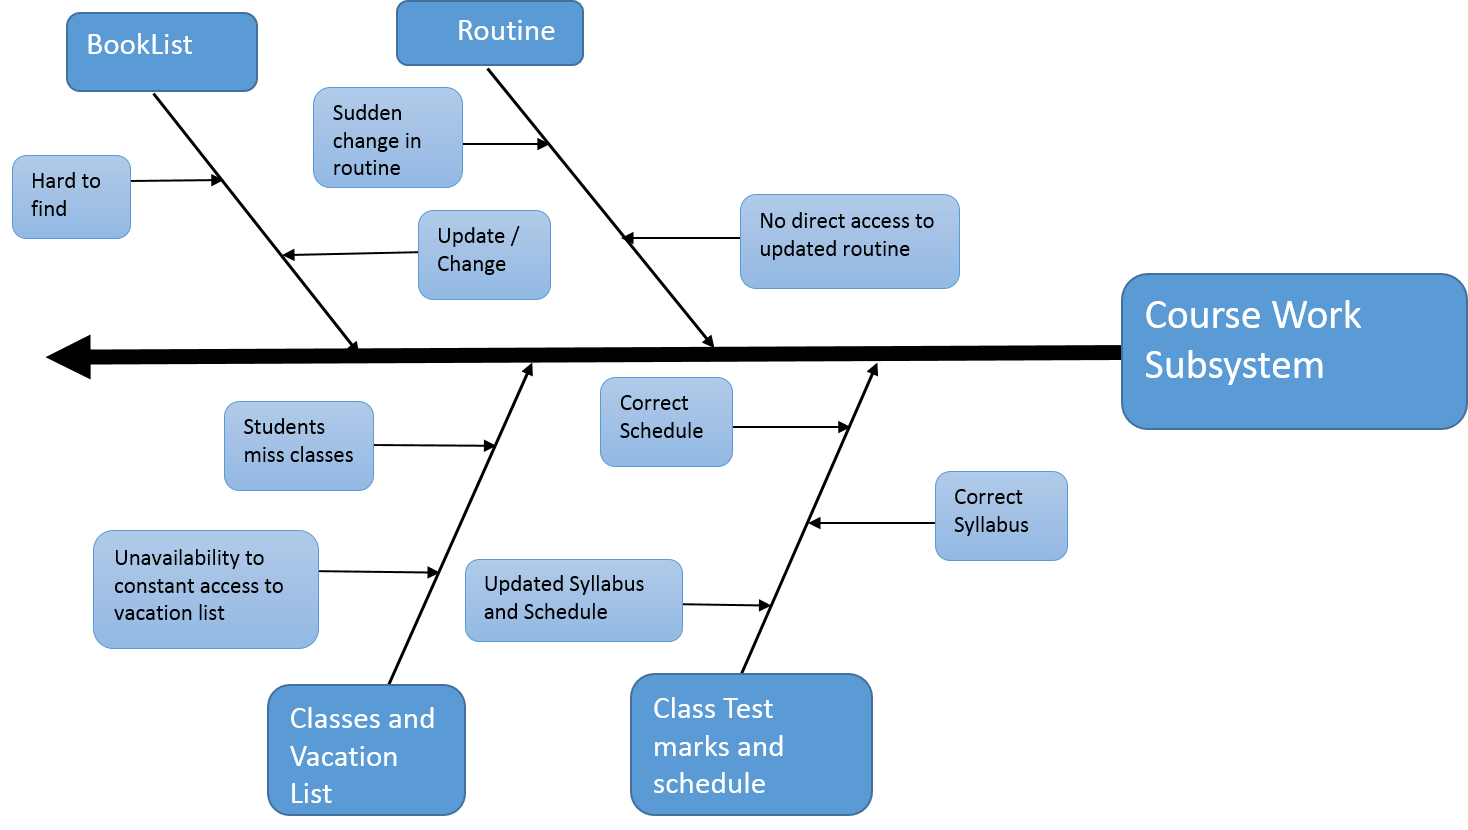 BookList
Routine
Sudden
change in
routine
Hard to
find
Update /
Change
No direct access to
updated routine
Course Work
Subsystem
Students
miss classes
Correct
Schedule
Correct
Syllabus
Unavailability to
constant access to
vacation list
Updated Syllabus
and Schedule
Classes and
Vacation
List
Class Test
marks and
schedule